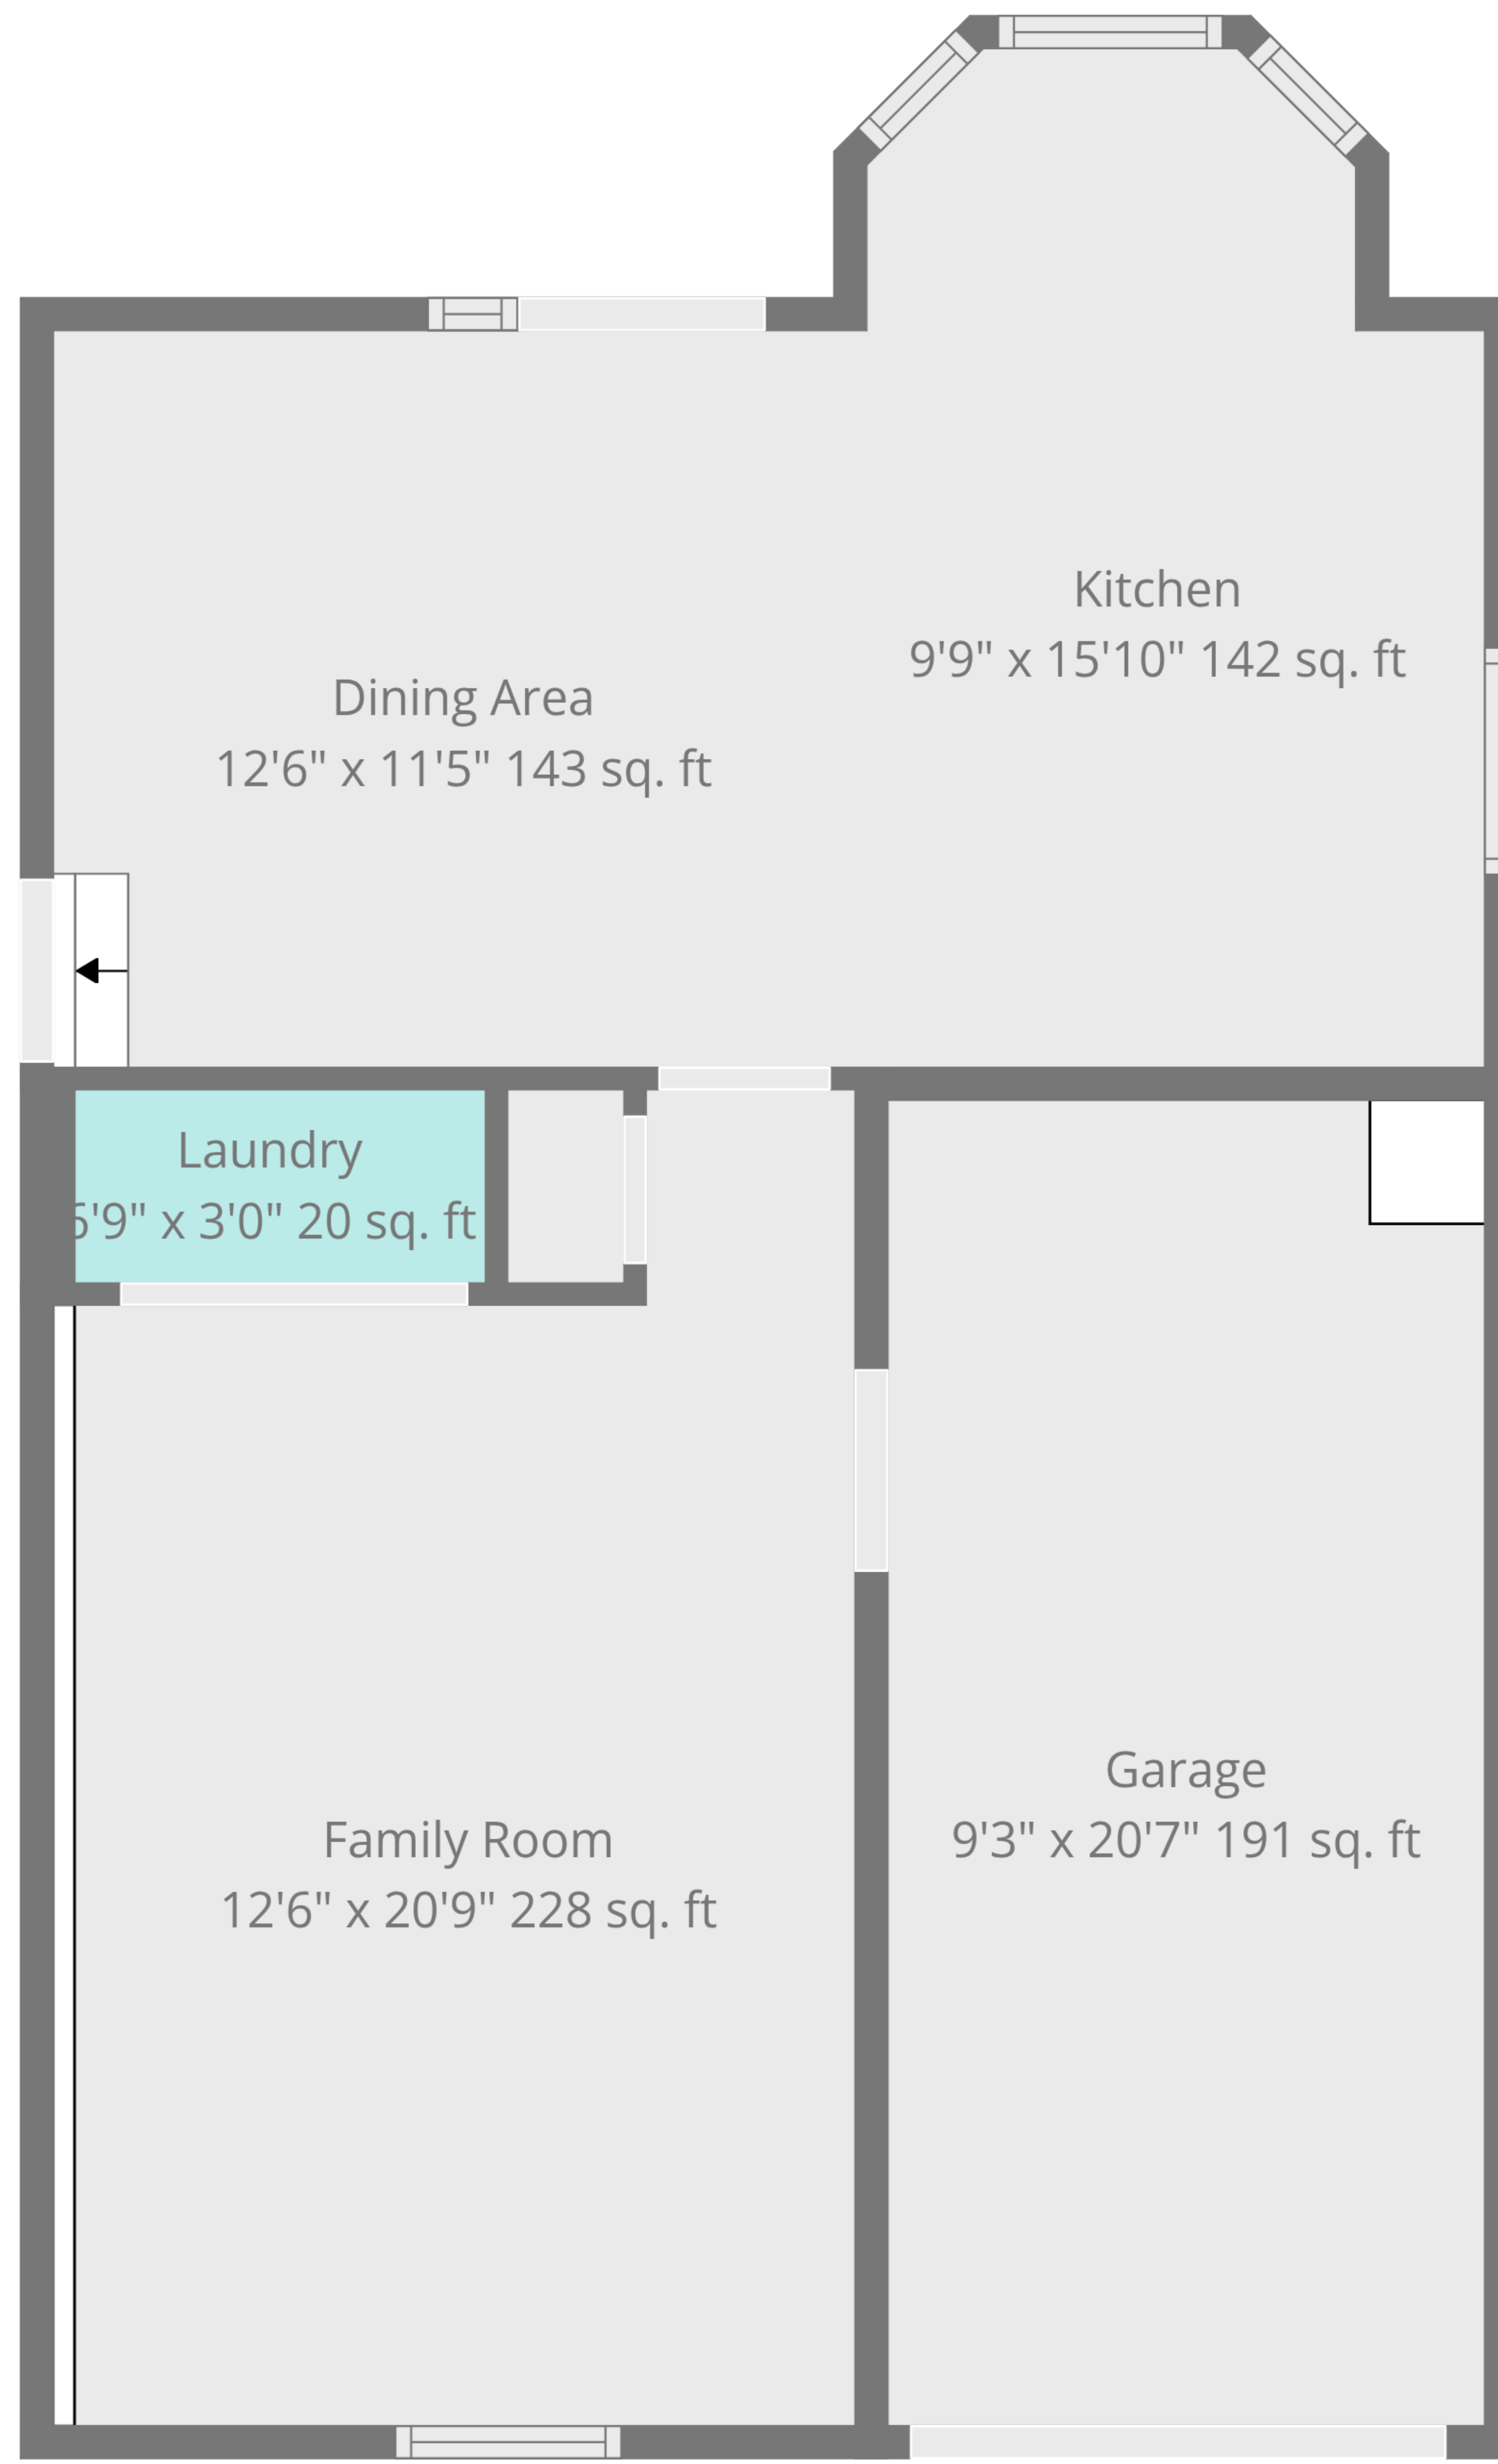 Kitchen
9'9" x 15'10" 142 sq. ft
Dining Area
12'6" x 11'5" 143 sq. ft
Laundry
6'9" x 3'0" 20 sq. ft
Garage
9'3" x 20'7" 191 sq. ft
Family Room
12'6" x 20'9" 228 sq. ft